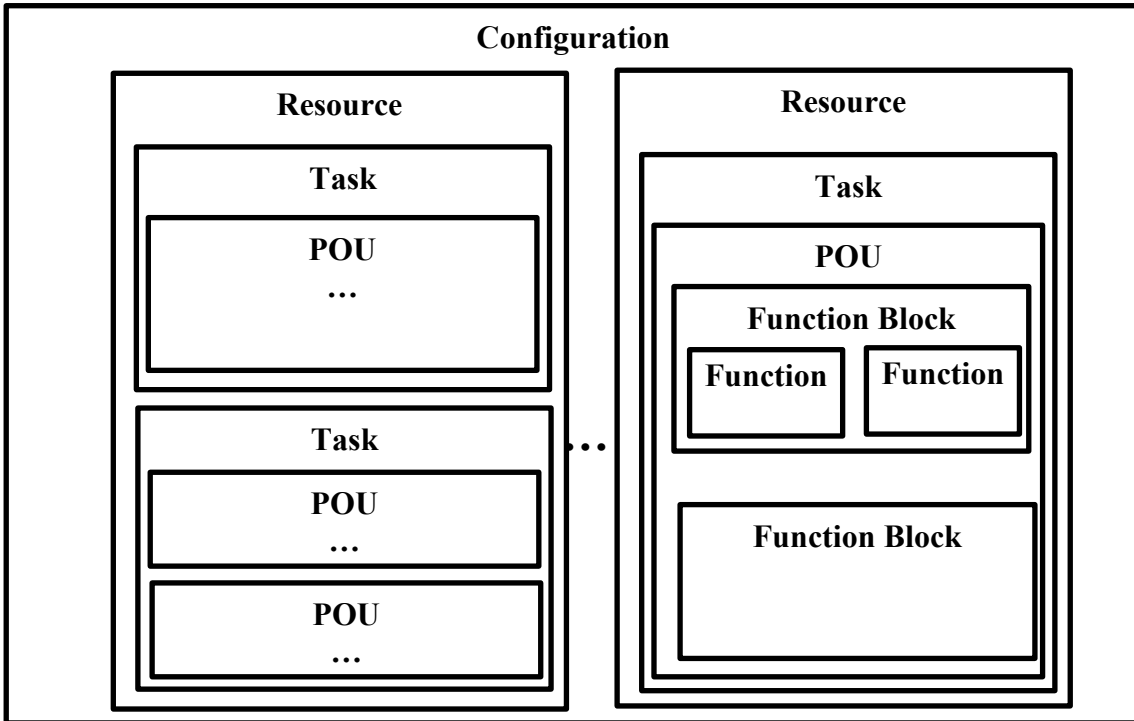 Configuration
Resource
Task
POU
…
Task
POU
…
POU
…
…
Resource
Task
POU
Function Block
Function
Function
Function Block